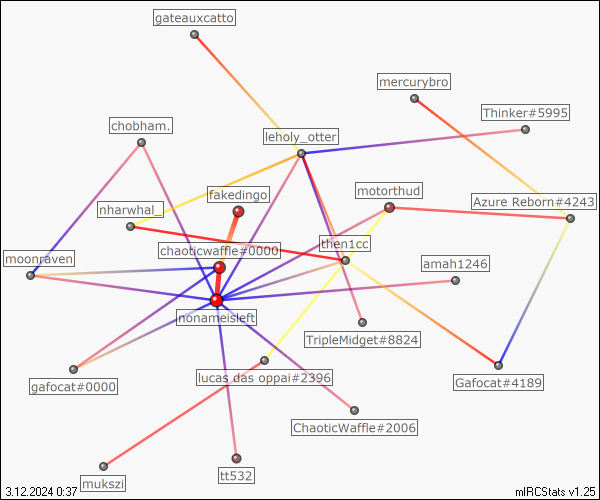 gateauxcatto
mercurybro
Thinker#5995
chobham.
leholy_otter
fakedingo
motorthud
Azure Reborn#4243
nharwhal_
chaoticwaffle#0000
then1cc
moonraven
amah1246
nonameisleft
TripleMidget#8824
gafocat#0000
lucas das oppai#2396
Gafocat#4189
ChaoticWaffle#2006
mukszi
tt532
3.12.2024 0:37
mIRCStats v1.25